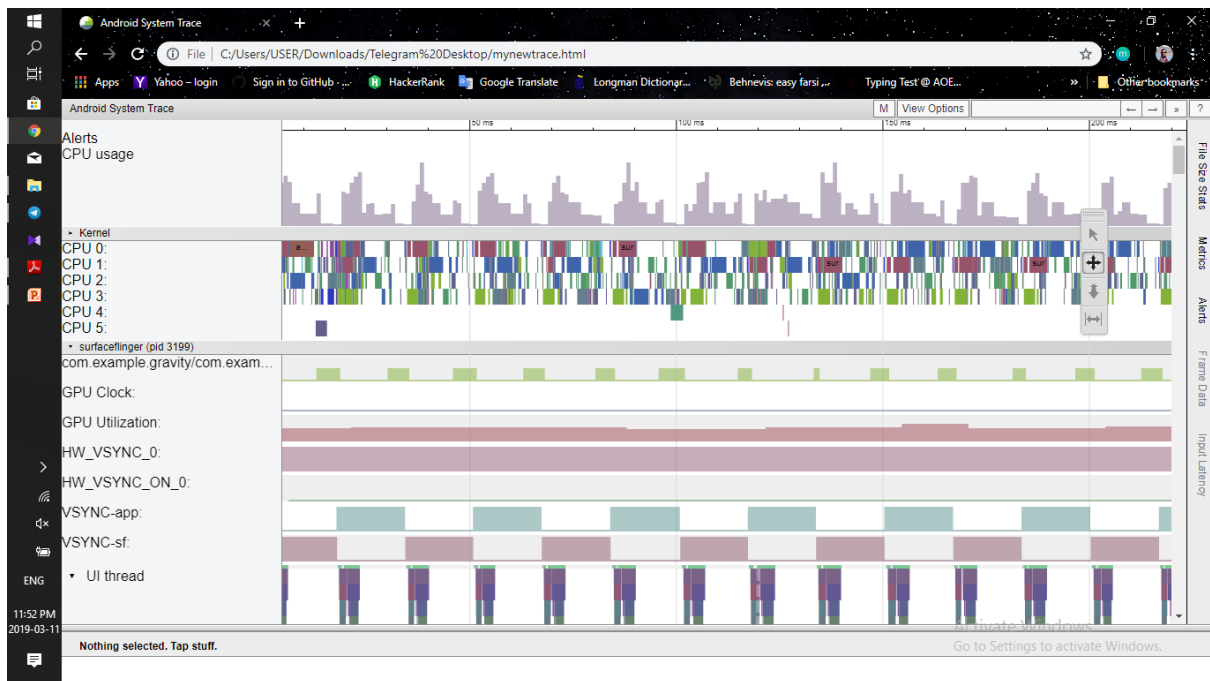 Android System Trace
File | C:/Users/USER/Downloads/Telegram%20Desktop/mynewtrace.html
Apps Yahoo – login Sign in to GitHub · ... HackerRank Google Translate Longman Dictionar... Behnevis: easy farsi ... Typing Test @ AOE... » Other bookmarks
Android System Trace M View Options ← → » ?
50 ms 100 ms 150 ms 200 ms
Alerts
CPU usage
Kernel
CPU 0: a... sur
CPU 1: sur sur
CPU 2:
CPU 3:
CPU 4:
CPU 5:
surfaceflinger (pid 3199)
com.example.gravity/com.exam...
GPU Clock:
GPU Utilization:
HW_VSYNC_0:
HW_VSYNC_ON_0:
VSYNC-app:
VSYNC-sf:
UI thread
File Size Stats
Metrics
Alerts
Frame Data
Input Latency
ENG
11:52 PM
2019-03-11
Nothing selected. Tap stuff.
Activate Windows
Go to Settings to activate Windows.